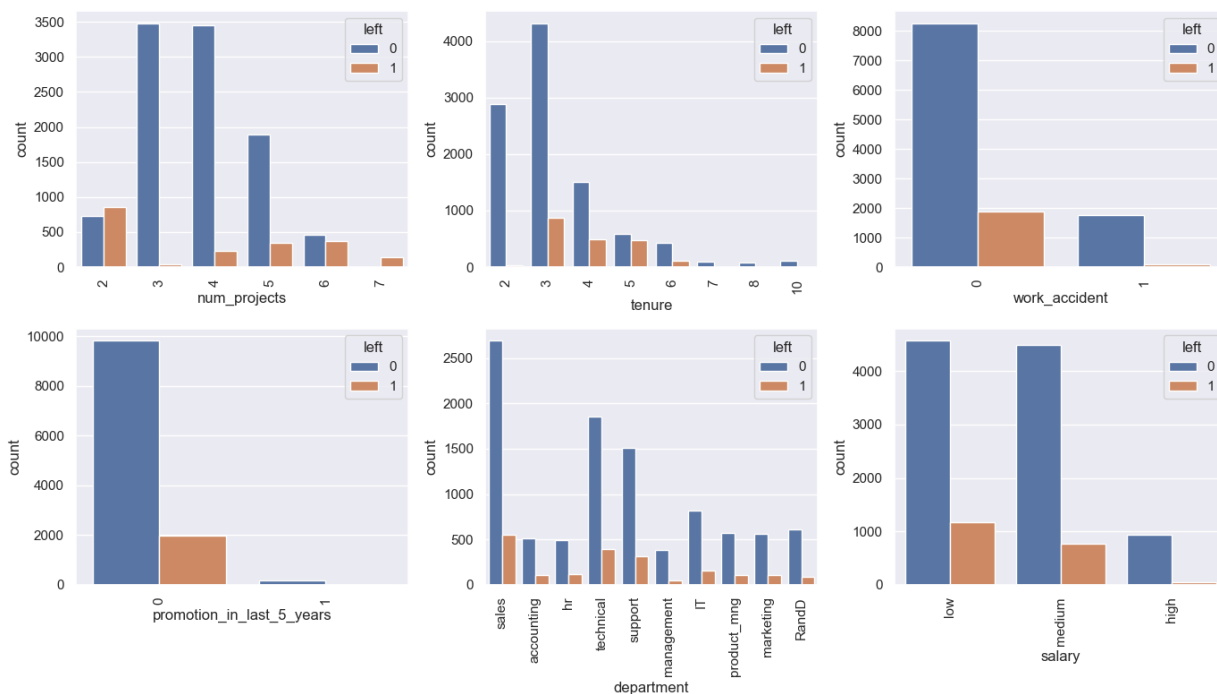 3500
3000
2500
2000
1500
1000
500
0
count
left
0
1
2
3
4
5
6
7
num_projects
4000
3000
2000
1000
0
count
left
0
1
2
3
4
5
6
7
8
10
tenure
8000
7000
6000
5000
4000
3000
2000
1000
0
count
left
0
1
0
1
work_accident
10000
8000
6000
4000
2000
0
count
left
0
1
0
1
promotion_in_last_5_years
2500
2000
1500
1000
500
0
count
left
0
1
sales
accounting
hr
technical
support
management
IT
product_mng
marketing
RandD
department
4000
3000
2000
1000
0
count
left
0
1
low
medium
high
salary